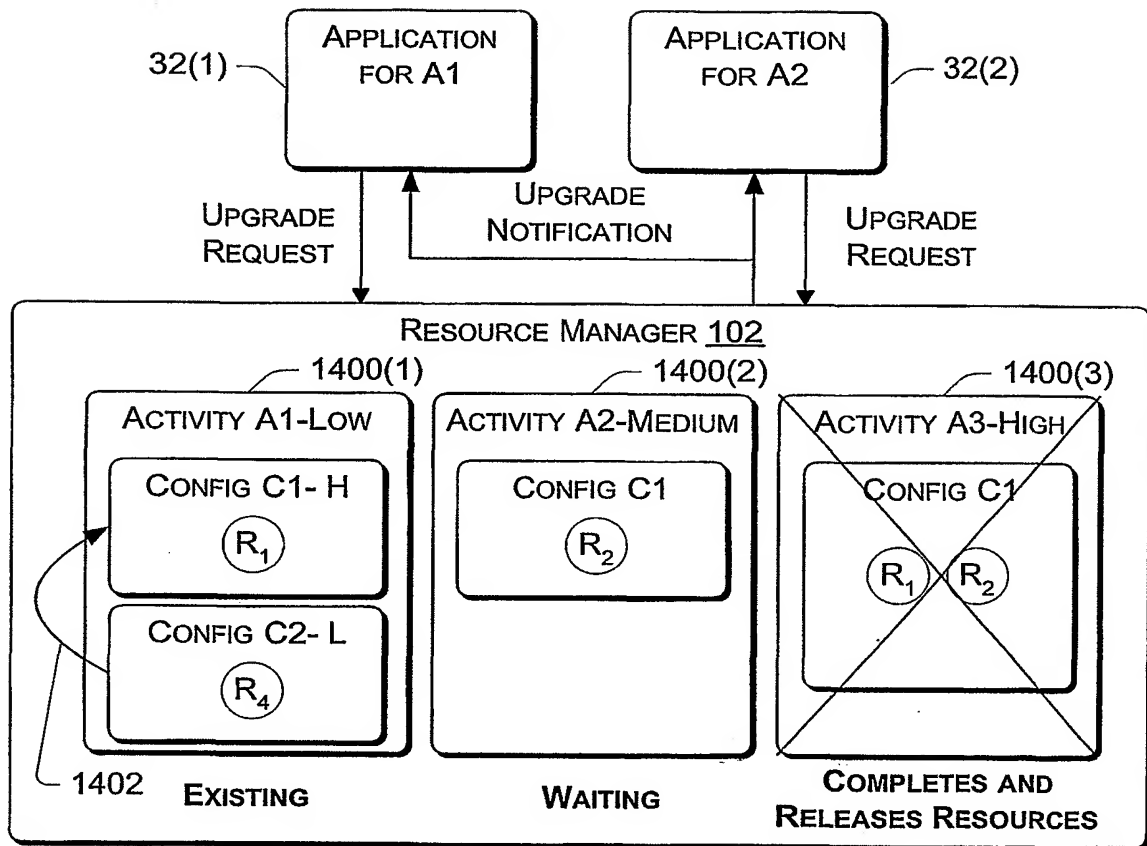 APPLICATION
FOR A1
32(1)
APPLICATION
FOR A2
32(2)
UPGRADE
REQUEST
UPGRADE
NOTIFICATION
UPGRADE
REQUEST
RESOURCE MANAGER 102
1400(1)
ACTIVITY A1-LOW
CONFIG C1- H
R1
CONFIG C2- L
R4
1402
EXISTING
1400(2)
ACTIVITY A2-MEDIUM
CONFIG C1
R2
WAITING
1400(3)
ACTIVITY A3-HIGH
CONFIG C1
R1 R2
COMPLETES AND
RELEASES RESOURCES